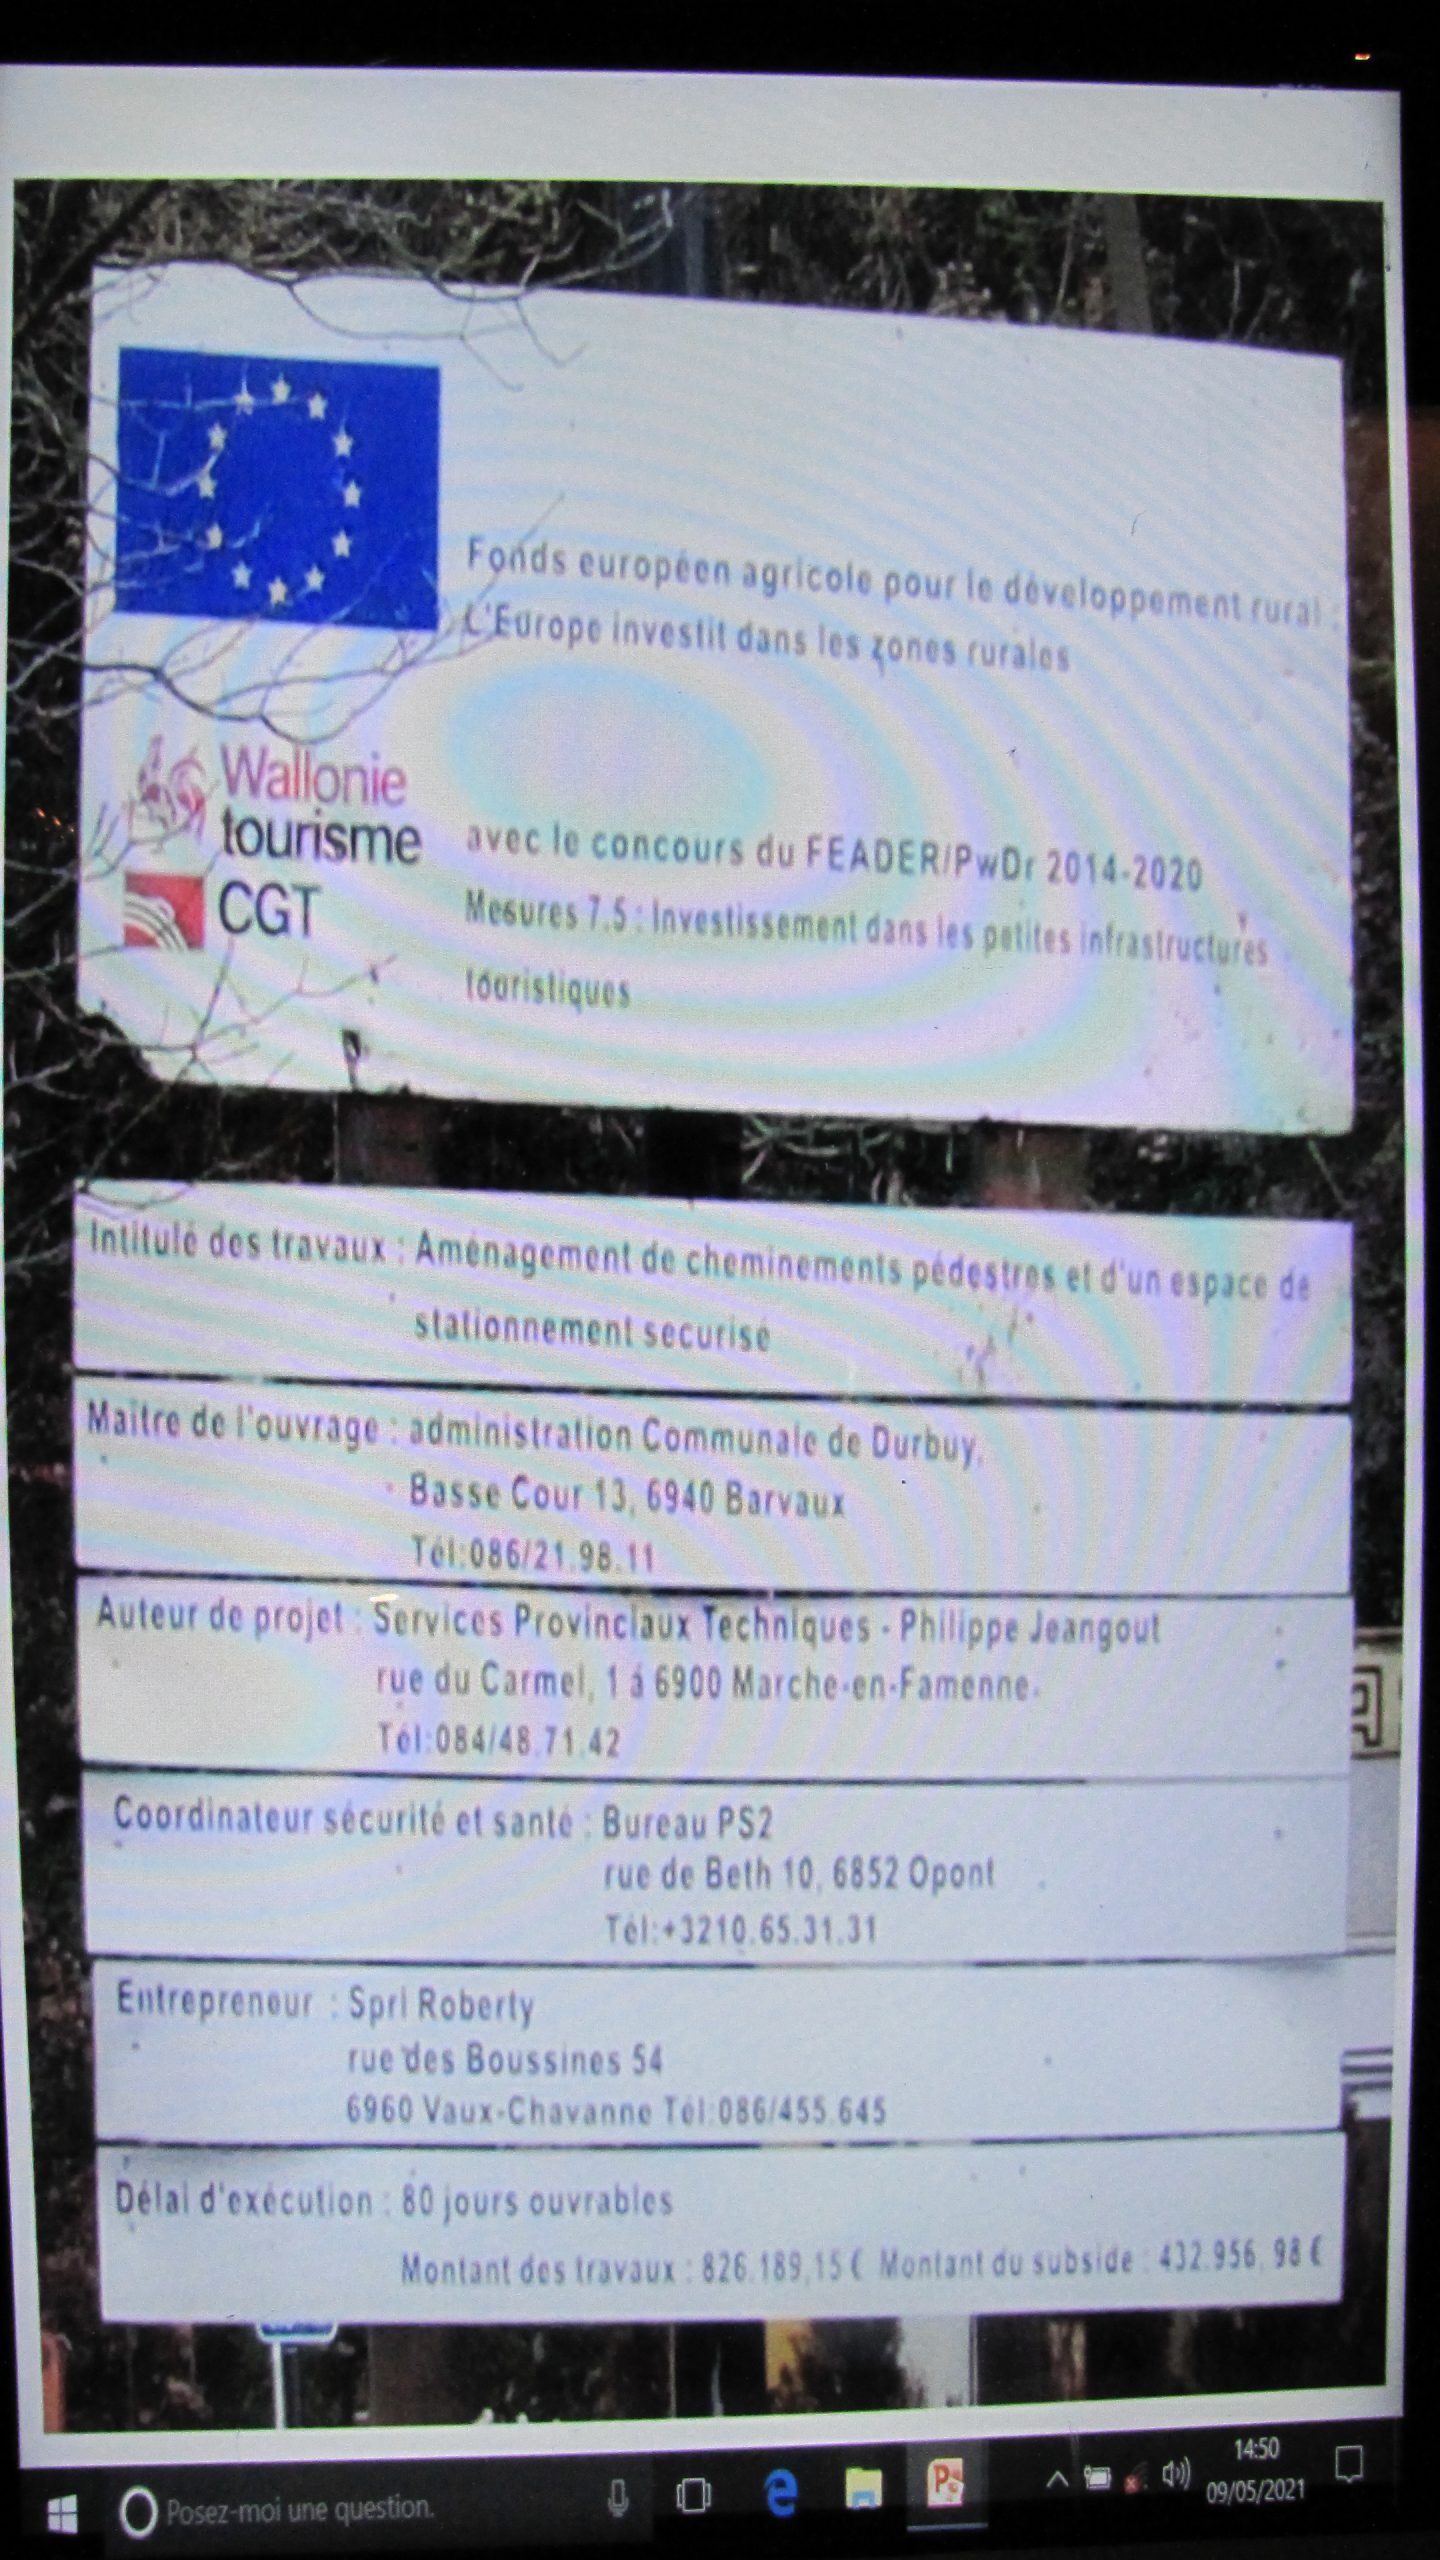 Fonds européen agricole pour le développement rural :
L'Europe investit dans les zones rurales
Wallonie
tourisme
CGT
avec le concours du FEADER/PwDr 2014-2020
Mesures 7.5 : Investissement dans les petites infrastructures
touristiques
Intitulé des travaux : Aménagement de cheminements pédestres et d'un espace de
stationnement sécurisé
Maître de l'ouvrage : administration Communale de Durbuy,
Basse Cour 13, 6940 Barvaux
Tél:086/21.98.11
Auteur de projet : Services Provinciaux Techniques - Philippe Jeangout
rue du Carmel, 1 à 6900 Marche-en-Famenne.
Tél:084/48.71.42
Coordinateur sécurité et santé : Bureau PS2
rue de Beth 10, 6852 Opont
Tél:+3210.65.31.31
Entrepreneur : Sprl Roberty
rue des Boussines 54
6960 Vaux-Chavanne Tél:086/455.645
Délai d'exécution : 80 jours ouvrables
Montant des travaux : 826.189,15 € Montant du subside : 432.956, 98 €
Posez-moi une question.
14:50
09/05/2021